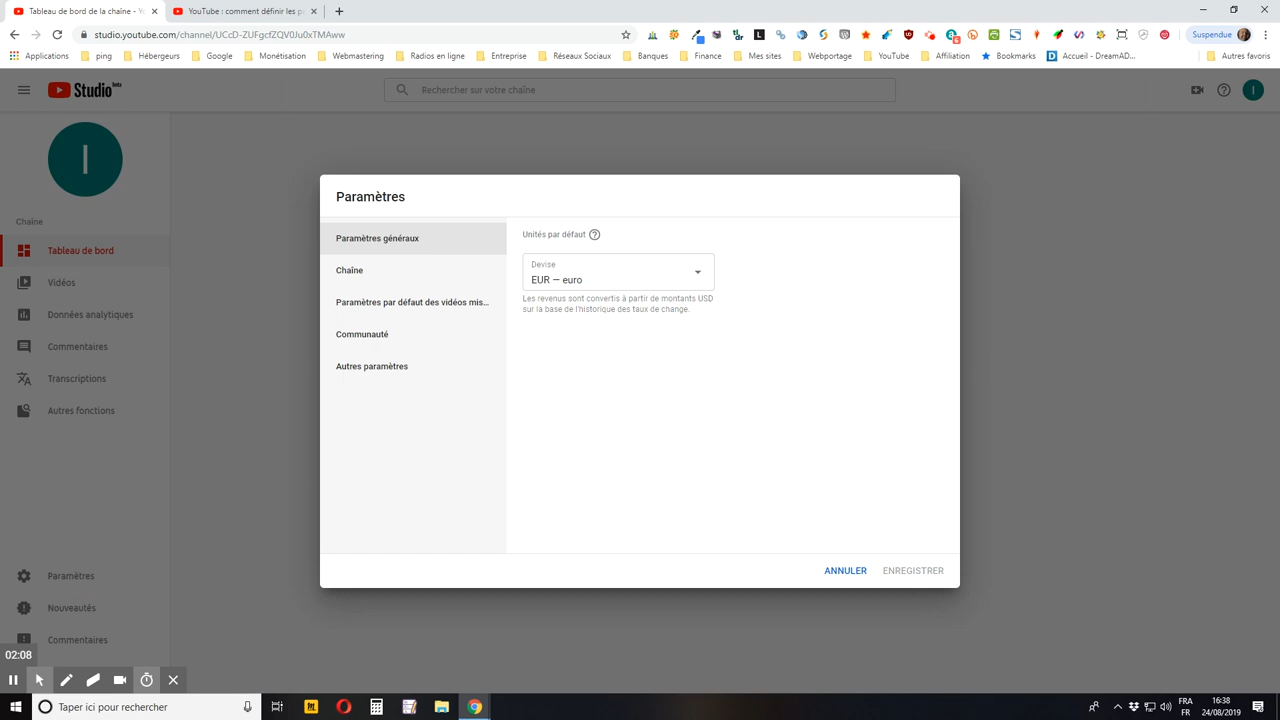 Tableau de bord de la chaîne - Yo
YouTube : comment définir les p
studio.youtube.com/channel/UCcD-ZUFgcfZQV0Ju0xTMAww
Suspendue
Applications
ping
Hébergeurs
Google
Monétisation
Webmastering
Radios en ligne
Entreprise
Réseaux Sociaux
Banques
Finance
Mes sites
Webportage
YouTube
Affiliation
Bookmarks
Accueil - DreamAD...
Autres favoris
Studio beta
Rechercher sur votre chaîne
I
I
Chaîne
Tableau de bord
Vidéos
Données analytiques
Commentaires
Transcriptions
Autres fonctions
Paramètres
Nouveautés
Commentaires
Paramètres
Paramètres généraux
Chaîne
Paramètres par défaut des vidéos mis...
Communauté
Autres paramètres
Unités par défaut
Devise
EUR — euro
Les revenus sont convertis à partir de montants USD
sur la base de l'historique des taux de change.
ANNULER
ENREGISTRER
02:08
Taper ici pour rechercher
FRA
FR
16:38
24/08/2019